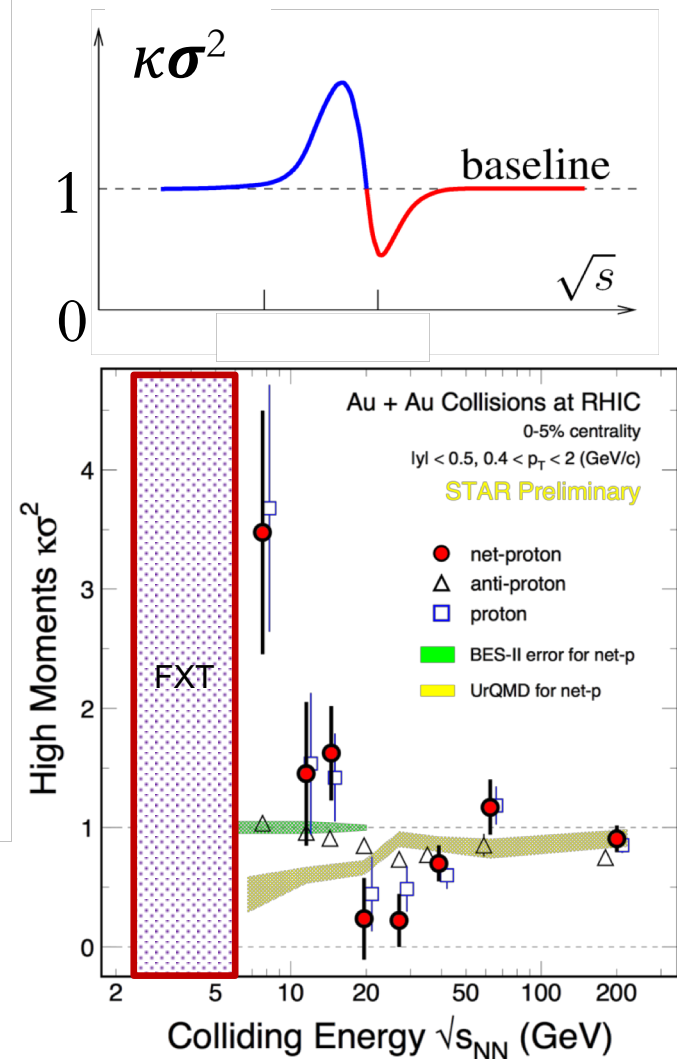 κσ²
baseline
1
√s
0
Au + Au Collisions at RHIC
0-5% centrality
|y| < 0.5, 0.4 < p_T < 2 (GeV/c)
STAR Preliminary
4
net-proton
anti-proton
3
proton
BES-II error for net-p
FXT
UrQMD for net-p
2
1
0
High Moments κσ²
2 5 10 20 50 100 200
Colliding Energy √s_NN (GeV)